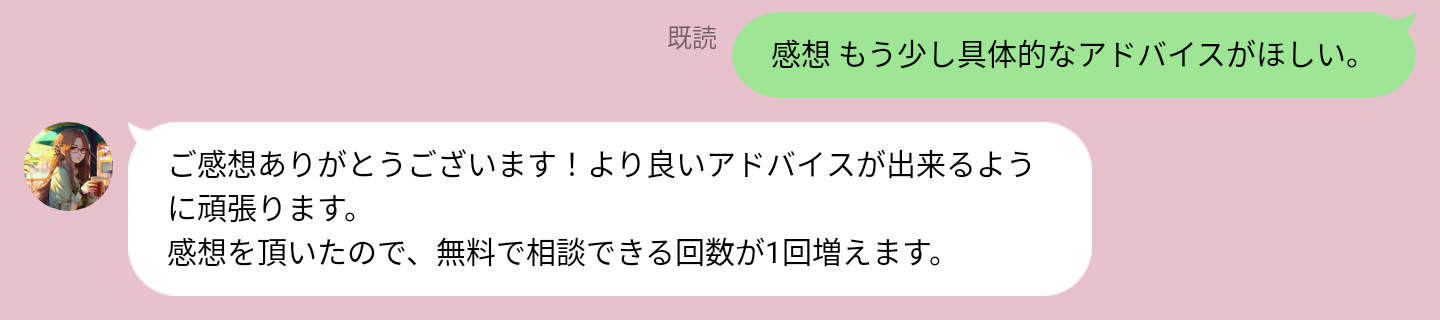 既読
感想 もう少し具体的なアドバイスがほしい。
ご感想ありがとうございます！より良いアドバイスが出来るよう
に頑張ります。
感想を頂いたので、無料で相談できる回数が1回増えます。